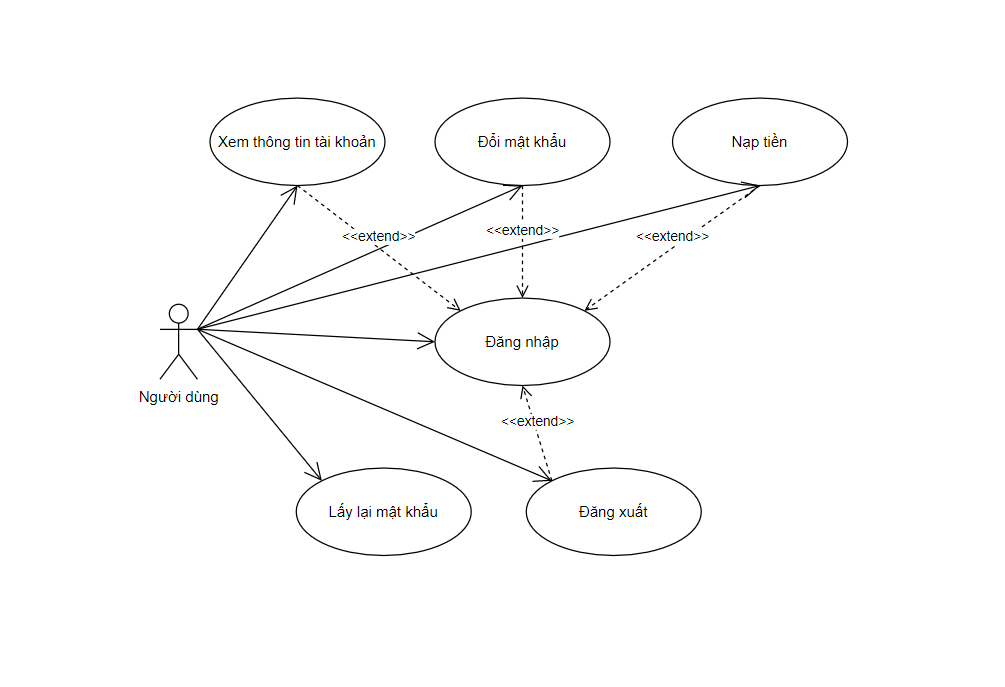 Xem thông tin tài khoản
Đổi mật khẩu
Nạp tiền
<<extend>>
<<extend>>
<<extend>>
Đăng nhập
Người dùng
<<extend>>
Lấy lại mật khẩu
Đăng xuất